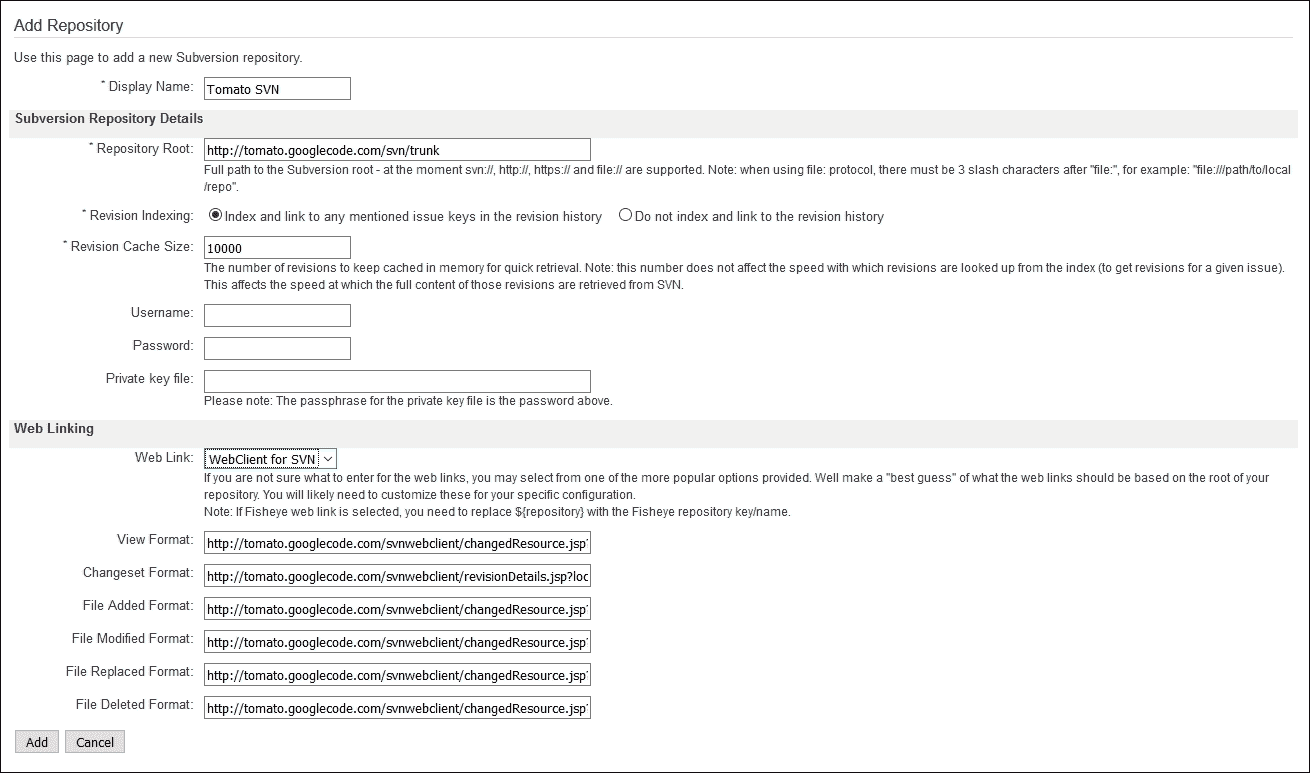 Add Repository
Use this page to add a new Subversion repository.
* Display Name: Tomato SVN
Subversion Repository Details
* Repository Root: http://tomato.googlecode.com/svn/trunk
Full path to the Subversion root - at the moment svn://, http://, https:// and file:// are supported. Note: when using file: protocol, there must be 3 slash characters after "file:", for example: "file:///path/to/local
/repo".
* Revision Indexing: Index and link to any mentioned issue keys in the revision history Do not index and link to the revision history
* Revision Cache Size: 10000
The number of revisions to keep cached in memory for quick retrieval. Note: this number does not affect the speed with which revisions are looked up from the index (to get revisions for a given issue).
This affects the speed at which the full content of those revisions are retrieved from SVN.
Username:
Password:
Private key file:
Please note: The passphrase for the private key file is the password above.
Web Linking
Web Link: WebClient for SVN
If you are not sure what to enter for the web links, you may select from one of the more popular options provided. Well make a "best guess" of what the web links should be based on the root of your
repository. You will likely need to customize these for your specific configuration.
Note: If Fisheye web link is selected, you need to replace ${repository} with the Fisheye repository key/name.
View Format: http://tomato.googlecode.com/svnwebclient/changedResource.jsp?
Changeset Format: http://tomato.googlecode.com/svnwebclient/revisionDetails.jsp?loc
File Added Format: http://tomato.googlecode.com/svnwebclient/changedResource.jsp?
File Modified Format: http://tomato.googlecode.com/svnwebclient/changedResource.jsp?
File Replaced Format: http://tomato.googlecode.com/svnwebclient/changedResource.jsp?
File Deleted Format: http://tomato.googlecode.com/svnwebclient/changedResource.jsp?
Add Cancel